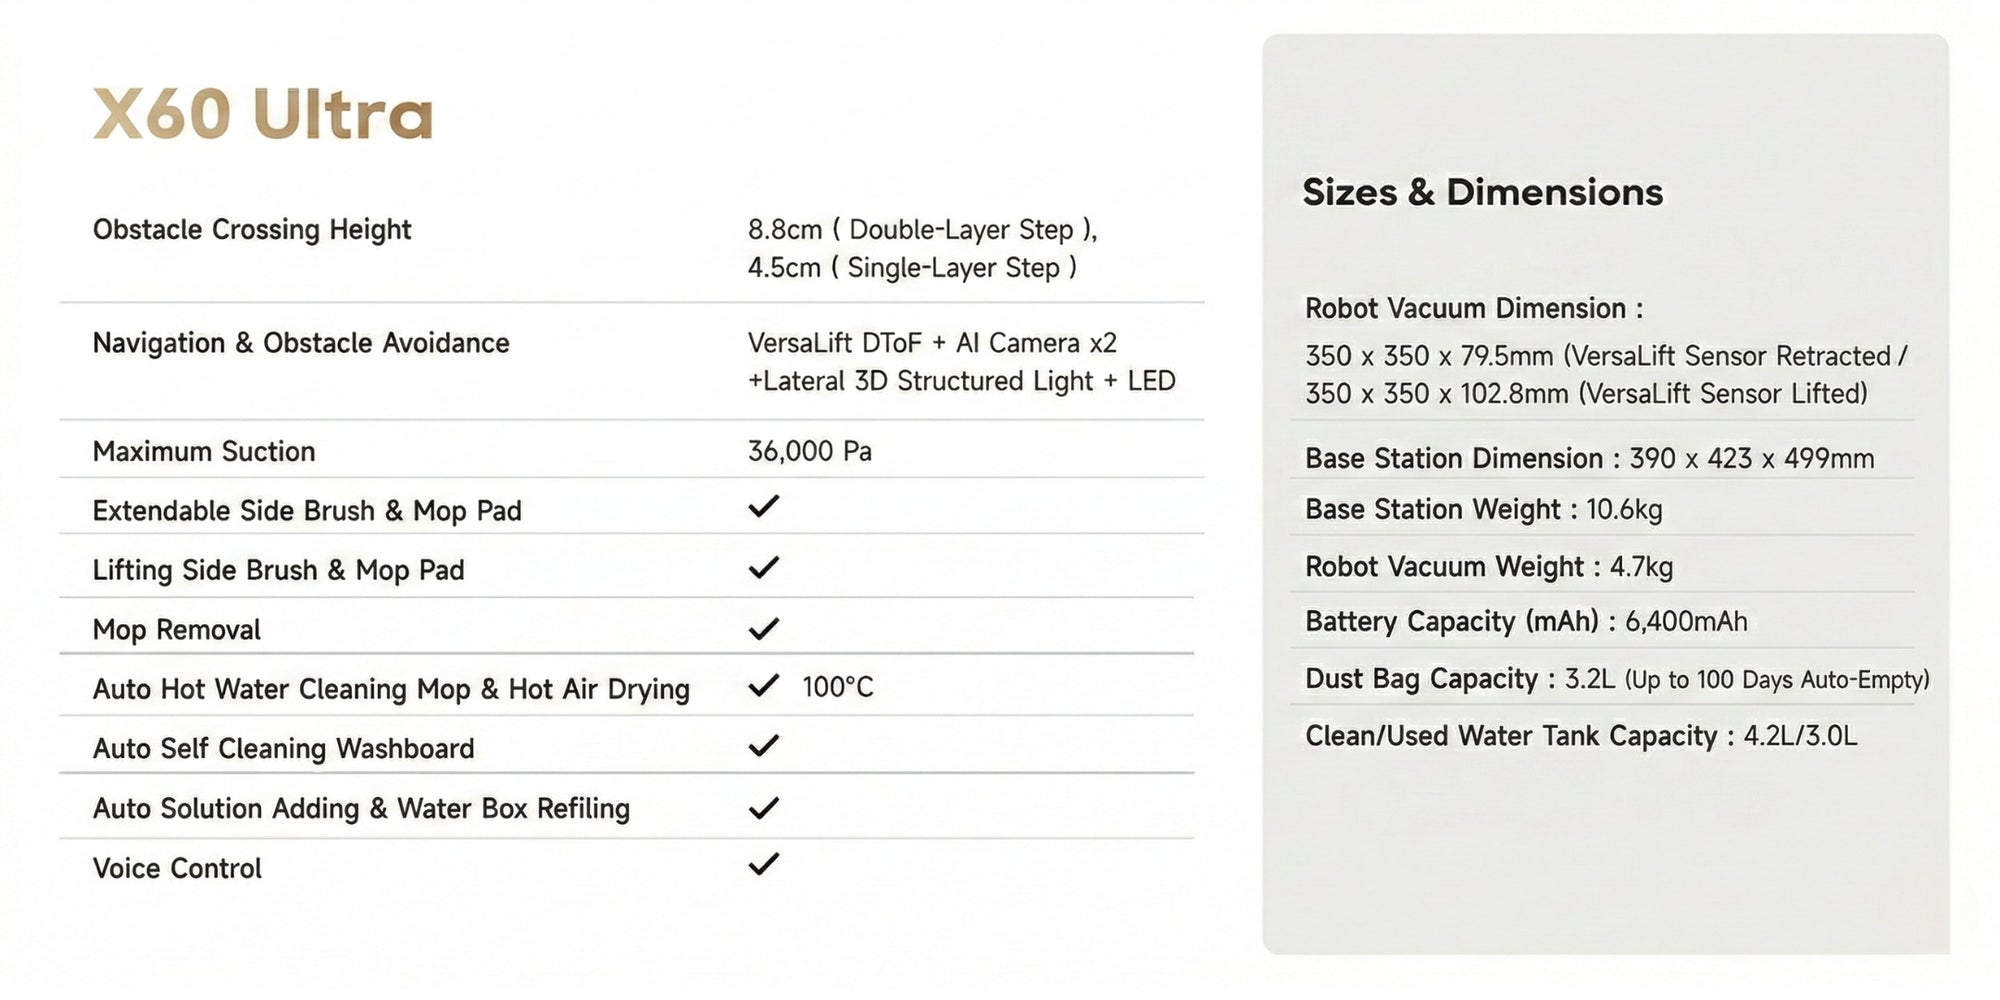 X60 Ultra
Obstacle Crossing Height
8.8cm ( Double-Layer Step ),
4.5cm ( Single-Layer Step )
Navigation & Obstacle Avoidance
VersaLift DToF + AI Camera x2
+Lateral 3D Structured Light + LED
Maximum Suction 36,000 Pa
Extendable Side Brush & Mop Pad ✓
Lifting Side Brush & Mop Pad ✓
Mop Removal ✓
Auto Hot Water Cleaning Mop & Hot Air Drying ✓ 100°C
Auto Self Cleaning Washboard ✓
Auto Solution Adding & Water Box Refiling ✓
Voice Control ✓
Sizes & Dimensions
Robot Vacuum Dimension :
350 x 350 x 79.5mm (VersaLift Sensor Retracted /
350 x 350 x 102.8mm (VersaLift Sensor Lifted)
Base Station Dimension : 390 x 423 x 499mm
Base Station Weight : 10.6kg
Robot Vacuum Weight : 4.7kg
Battery Capacity (mAh) : 6,400mAh
Dust Bag Capacity : 3.2L (Up to 100 Days Auto-Empty)
Clean/Used Water Tank Capacity : 4.2L/3.0L